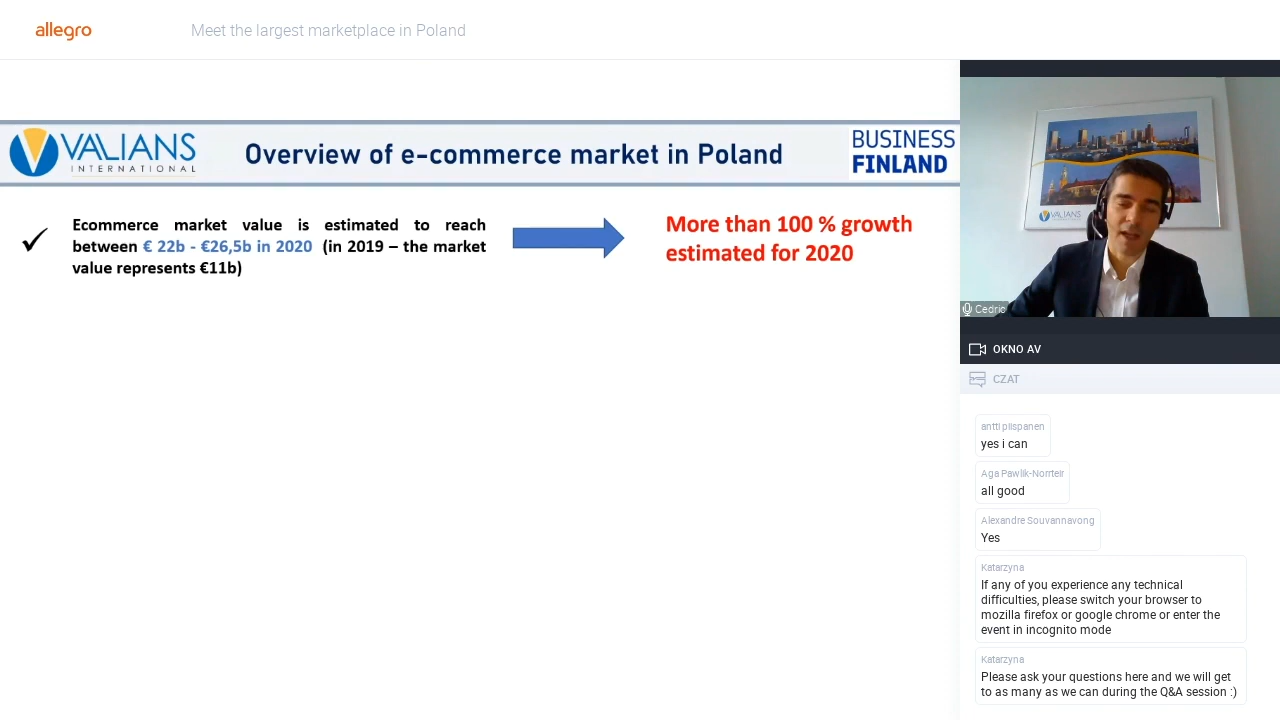 allegro
Meet the largest marketplace in Poland
VALIANS
INTERNATIONAL
Overview of e-commerce market in Poland
BUSINESS
FINLAND
Ecommerce market value is estimated to reach
between € 22b - €26,5b in 2020 (in 2019 – the market
value represents €11b)
More than 100 % growth
estimated for 2020
VALIANS
Cedric
OKNO AV
CZAT
antti piispanen
yes i can
Aga Pawlik-Norrteir
all good
Alexandre Souvannavong
Yes
Katarzyna
If any of you experience any technical
difficulties, please switch your browser to
mozilla firefox or google chrome or enter the
event in incognito mode
Katarzyna
Please ask your questions here and we will get
to as many as we can during the Q&A session :)